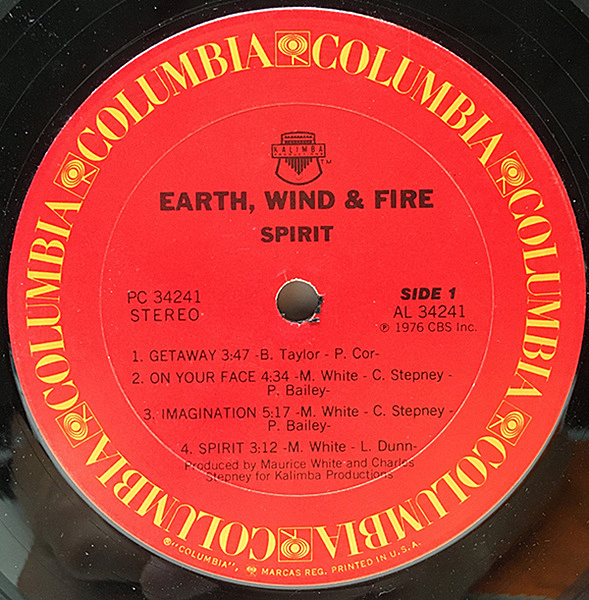 COLUMBIA COLUMBIA COLUMBIA COLUMBIA COLUMBIA COLUMBIA COLUMBIA
KALIMBA
PRODUCTIONS
TM
EARTH, WIND & FIRE
SPIRIT
PC 34241
STEREO
SIDE 1
AL 34241
℗ 1976 CBS Inc.
1. GETAWAY 3:47 -B. Taylor - P. Cor-
2. ON YOUR FACE 4:34 -M. White - C. Stepney -
P. Bailey-
3. IMAGINATION 5:17 -M. White - C. Stepney -
P. Bailey-
4. SPIRIT 3:12 -M. White - L. Dunn-
Produced by Maurice White and Charles
Stepney for Kalimba Productions
®"COLUMBIA", MARCAS REG. PRINTED IN U.S.A.